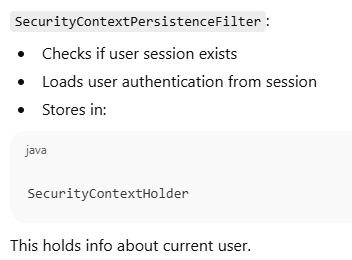 SecurityContextPersistenceFilter:
• Checks if user session exists
• Loads user authentication from session
• Stores in:
java
SecurityContextHolder
This holds info about current user.